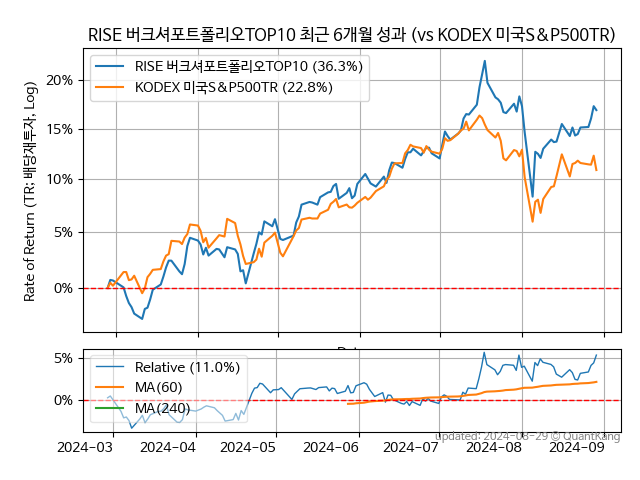 RISE 버크셔포트폴리오TOP10 최근 6개월 성과 (vs KODEX 미국S&P500TR)
Rate of Return (TR: 배당재투자, Log)
20%
15%
10%
5%
0%
RISE 버크셔포트폴리오TOP10 (36.3%)
KODEX 미국S&P500TR (22.8%)
5%
0%
Relative (11.0%)
MA(60)
MA(240)
2024-03
2024-04
2024-05
2024-06
2024-07
2024-08
2024-09
Updated: 2024-08-29 © QuantKang